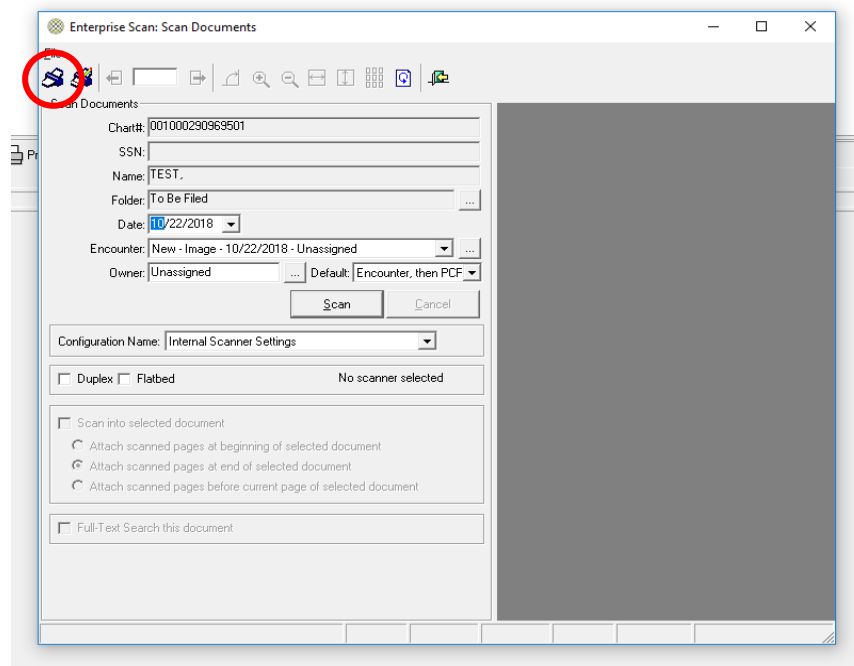 Enterprise Scan: Scan Documents
File
Scan Documents
Pr
Chart#: 001000290969501
SSN:
Name: TEST,
Folder: To Be Filed ...
Date: 10/22/2018
Encounter: New - Image - 10/22/2018 - Unassigned ...
Owner: Unassigned ... Default: Encounter, then PCF
Scan Cancel
Configuration Name: Internal Scanner Settings
Duplex Flatbed No scanner selected
Scan into selected document
Attach scanned pages at beginning of selected document
Attach scanned pages at end of selected document
Attach scanned pages before current page of selected document
Full-Text Search this document